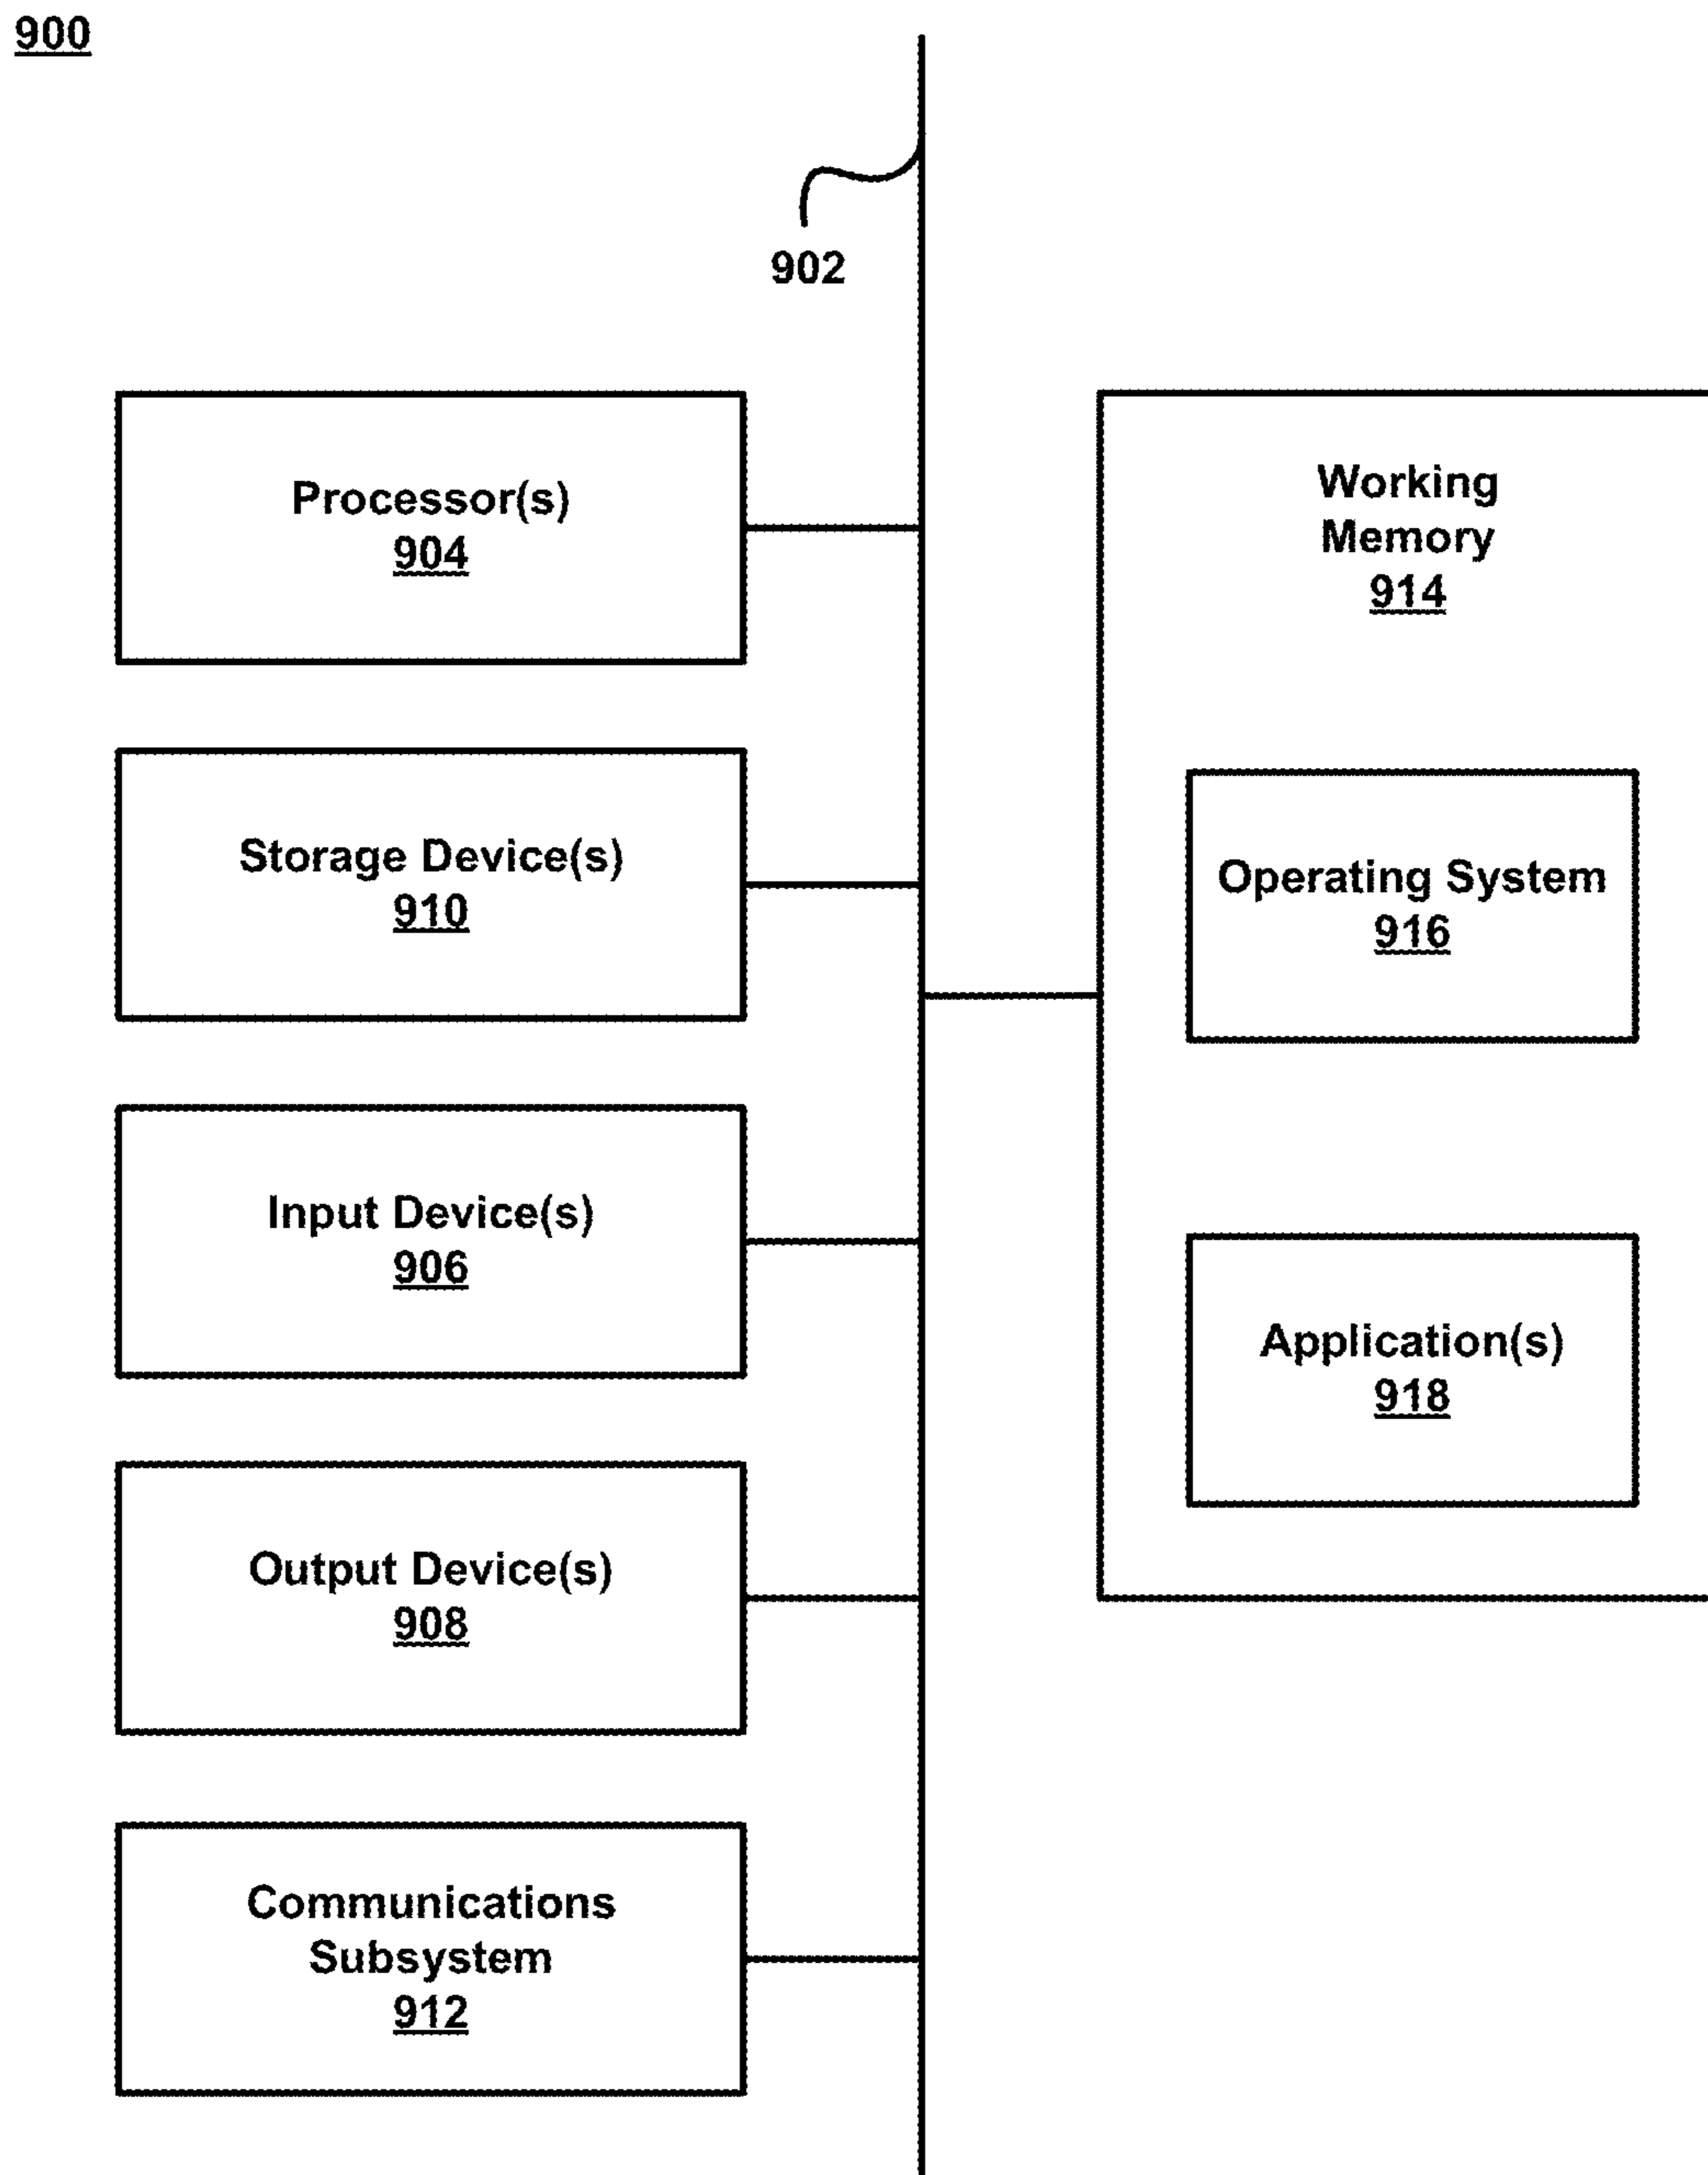 900
902
Processor(s)
904
Storage Device(s)
910
Input Device(s)
906
Output Device(s)
908
Communications
Subsystem
912
Working
Memory
914
Operating System
916
Application(s)
918